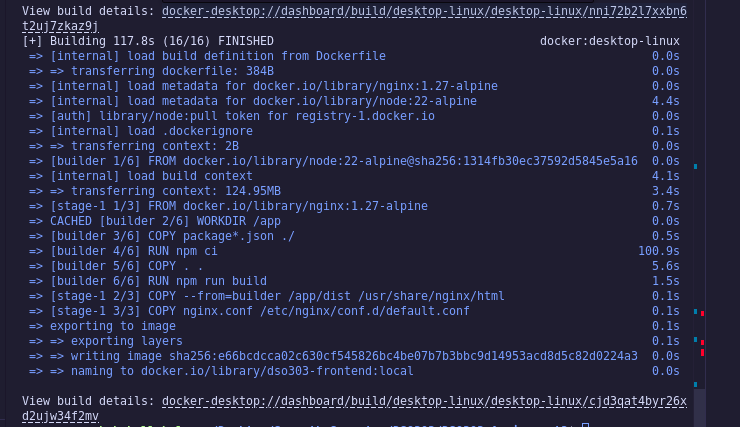 View build details: docker-desktop://dashboard/build/desktop-linux/desktop-linux/nni72b2l7xxbn6
t2uj7zkaz9j
[+] Building 117.8s (16/16) FINISHED docker:desktop-linux
=> [internal] load build definition from Dockerfile 0.0s
=> => transferring dockerfile: 384B 0.0s
=> [internal] load metadata for docker.io/library/nginx:1.27-alpine 0.0s
=> [internal] load metadata for docker.io/library/node:22-alpine 4.4s
=> [auth] library/node:pull token for registry-1.docker.io 0.0s
=> [internal] load .dockerignore 0.1s
=> => transferring context: 2B 0.0s
=> [builder 1/6] FROM docker.io/library/node:22-alpine@sha256:1314fb30ec37592d5845e5a16 0.0s
=> [internal] load build context 4.1s
=> => transferring context: 124.95MB 3.4s
=> [stage-1 1/3] FROM docker.io/library/nginx:1.27-alpine 0.7s
=> CACHED [builder 2/6] WORKDIR /app 0.0s
=> [builder 3/6] COPY package*.json ./ 0.5s
=> [builder 4/6] RUN npm ci 100.9s
=> [builder 5/6] COPY . . 5.6s
=> [builder 6/6] RUN npm run build 1.5s
=> [stage-1 2/3] COPY --from=builder /app/dist /usr/share/nginx/html 0.1s
=> [stage-1 3/3] COPY nginx.conf /etc/nginx/conf.d/default.conf 0.1s
=> exporting to image 0.1s
=> => exporting layers 0.1s
=> => writing image sha256:e66bcdcca02c630cf545826bc4be07b7b3bbc9d14953acd8d5c82d0224a3 0.0s
=> => naming to docker.io/library/dso303-frontend:local 0.0s
View build details: docker-desktop://dashboard/build/desktop-linux/desktop-linux/cjd3qat4byr26x
d2ujw34f2mv